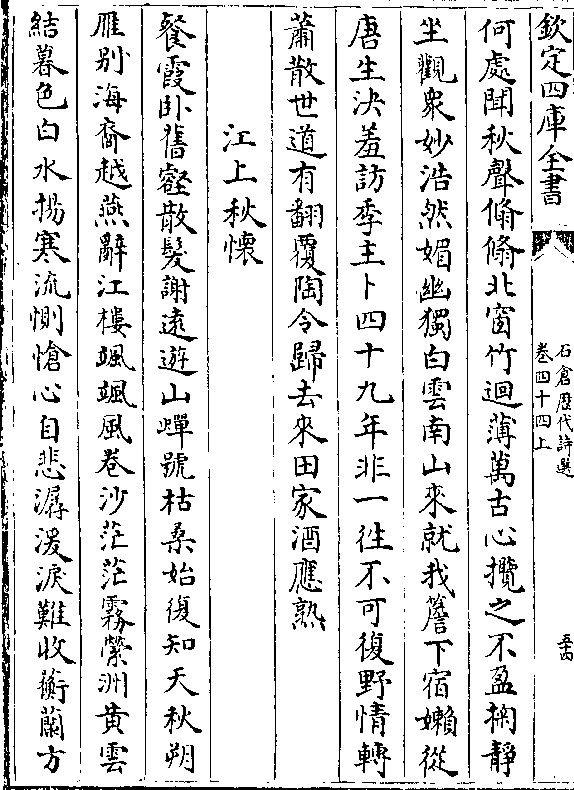 欽定四庫全書
石倉歷代詩選
卷四十四上
五十四
何處聞秋聲翛翛北窗竹迴薄萬古心攬之不盈掬靜
坐觀衆妙浩然媚幽獨白雲南山來就我簷下宿嬾從
唐生決羞訪季主卜四十九年非一往不可復野情轉
蕭散世道有翻覆陶令歸去來田家酒應熟
江上秋懷
餐霞卧舊壑散髮謝遠遊山蟬號枯桑始復知天秋朔
雁别海裔越燕辭江樓颯颯風卷沙茫茫霧縈洲黄雲
結暮色白水揚寒流惻愴心自悲潺湲淚難收蘅蘭方